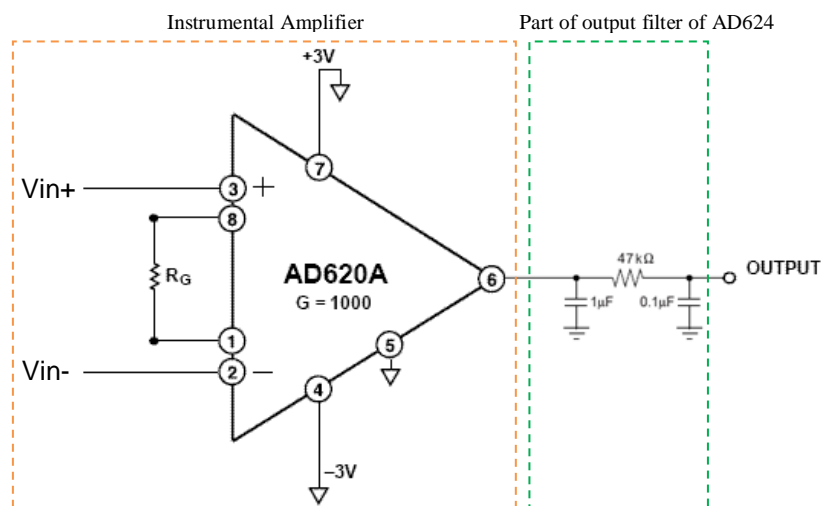 Instrumental Amplifier
Part of output filter of AD624
+3V
7
Vin+
3
+
8
RG
AD620A
G = 1000
6
47kΩ
OUTPUT
1µF
0.1µF
1
5
Vin-
2
−
4
−3V